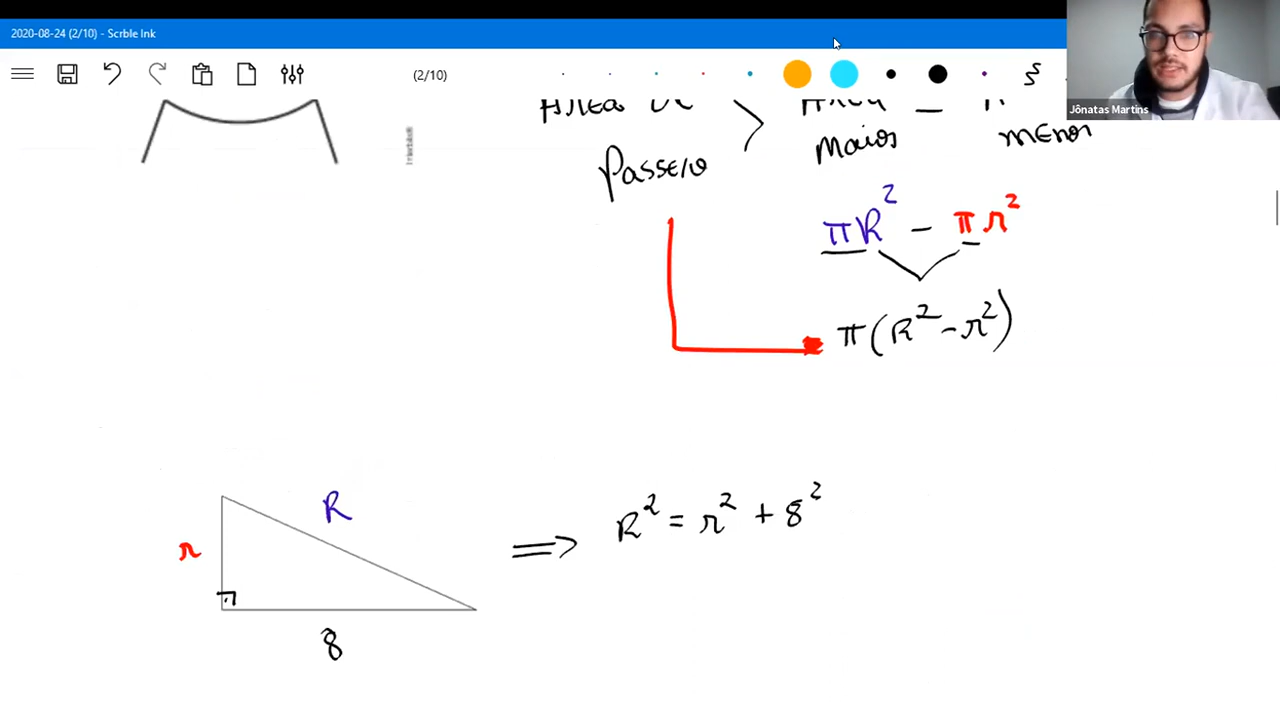 2020-08-24 (2/10) - Scrble Ink
(2/10)
Jônatas Martins
Passeio
maior
menor
πR² - πr²
π(R² - r²)
R
r
8
R² = r² + 8²